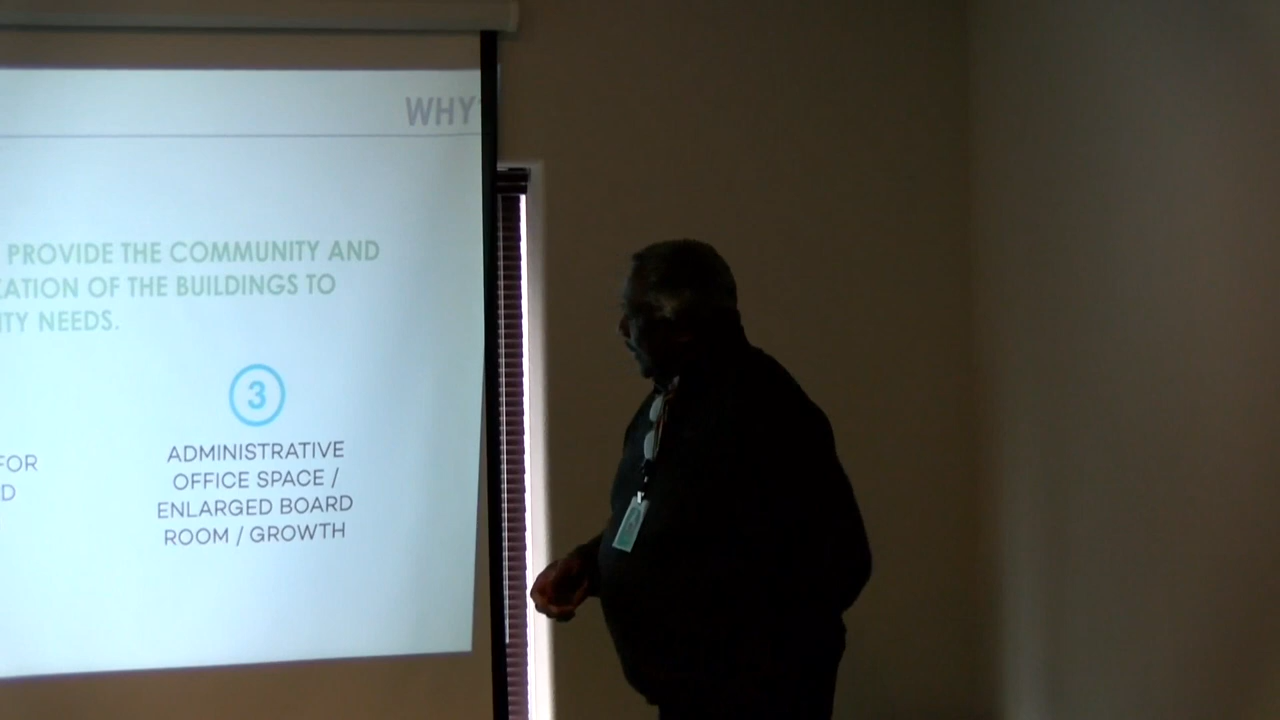 WHY
PROVIDE THE COMMUNITY AND
ZATION OF THE BUILDINGS TO
ITY NEEDS.
3
FOR
D
ADMINISTRATIVE
OFFICE SPACE /
ENLARGED BOARD
ROOM / GROWTH